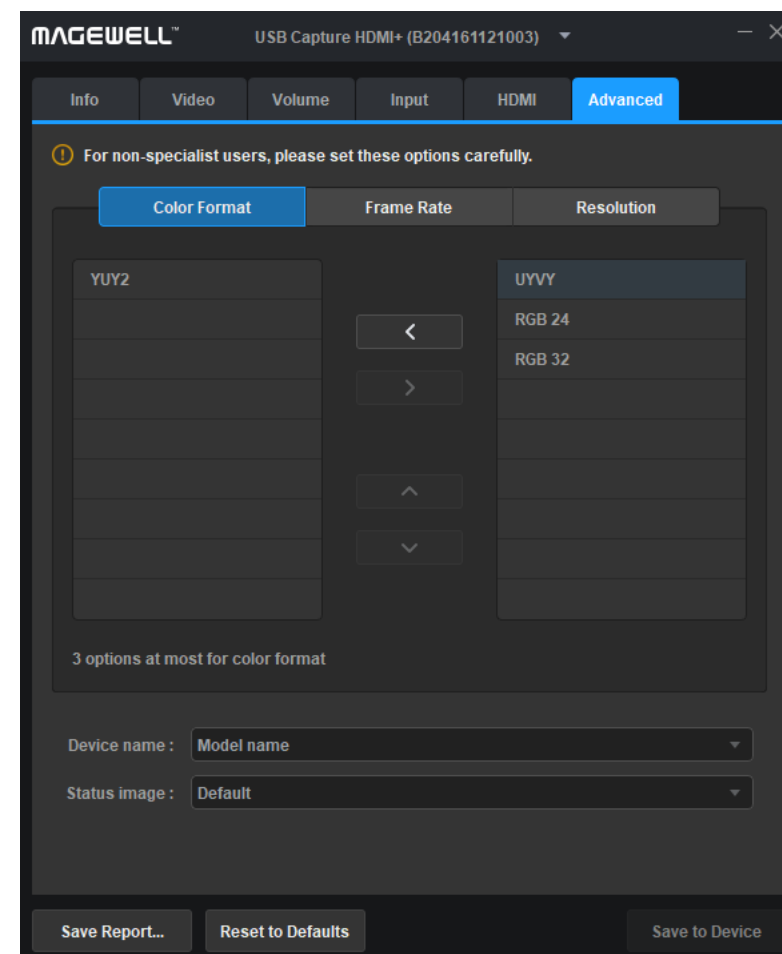 MAGEWELL™ USB Capture HDMI+ (B204161121003)
Info Video Volume Input HDMI Advanced
For non-specialist users, please set these options carefully.
Color Format Frame Rate Resolution
YUY2 UYVY
RGB 24
RGB 32
3 options at most for color format
Device name : Model name
Status image : Default
Save Report... Reset to Defaults Save to Device